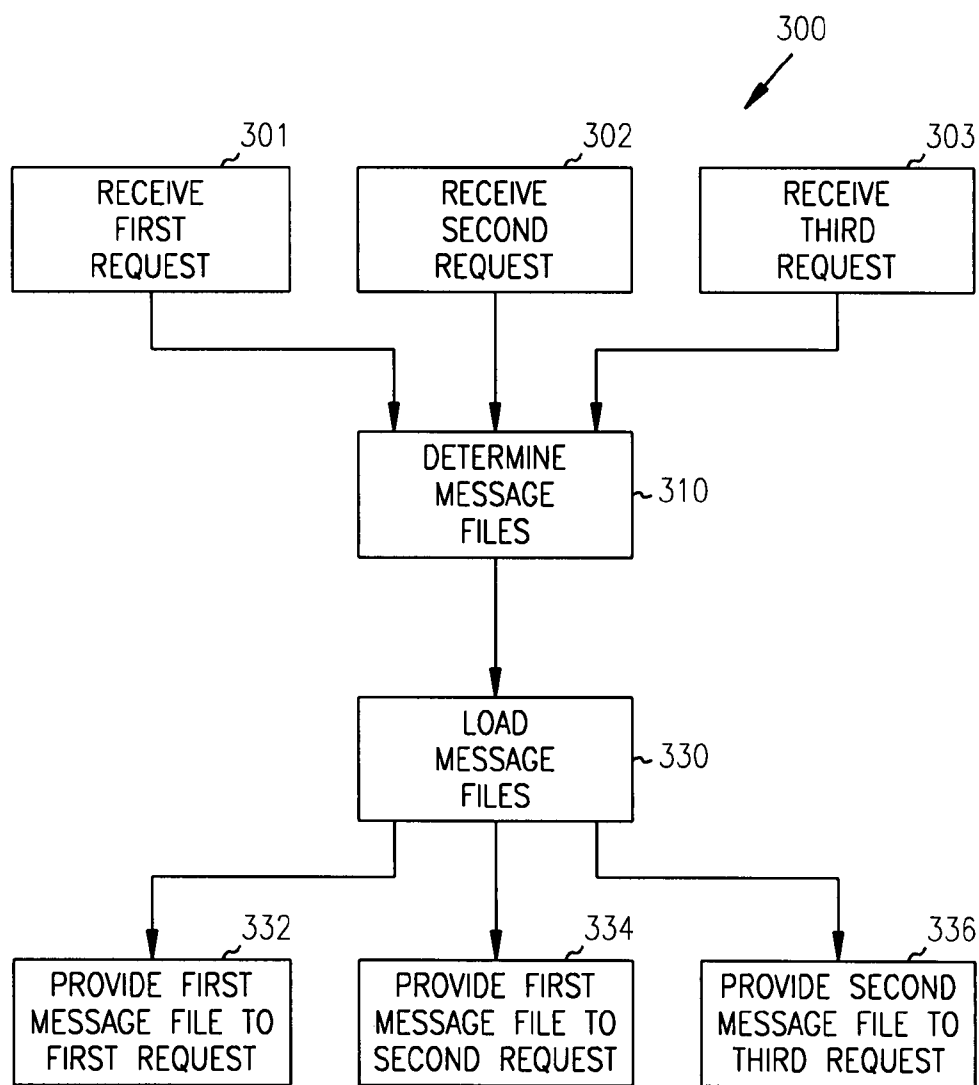 300
301
RECEIVE
FIRST
REQUEST
302
RECEIVE
SECOND
REQUEST
303
RECEIVE
THIRD
REQUEST
DETERMINE
MESSAGE
FILES
310
LOAD
MESSAGE
FILES
330
332
PROVIDE FIRST
MESSAGE FILE TO
FIRST REQUEST
334
PROVIDE FIRST
MESSAGE FILE TO
SECOND REQUEST
336
PROVIDE SECOND
MESSAGE FILE TO
THIRD REQUEST